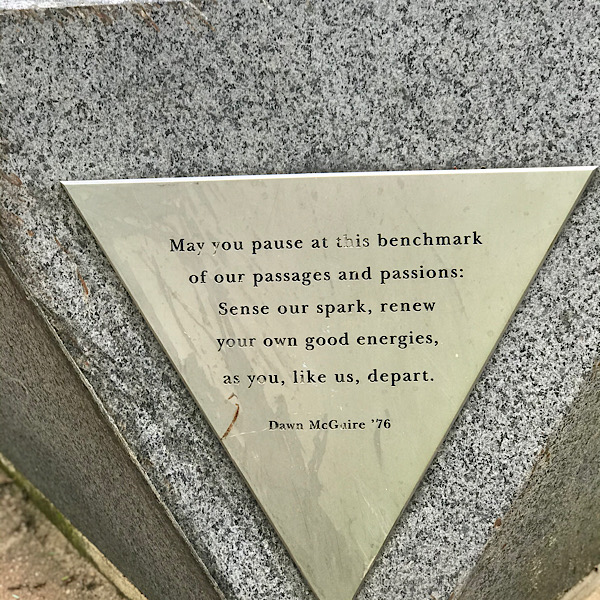 May you pause at this benchmark
of our passages and passions:
Sense our spark, renew
your own good energies,
as you, like us, depart.
Dawn McGuire '76